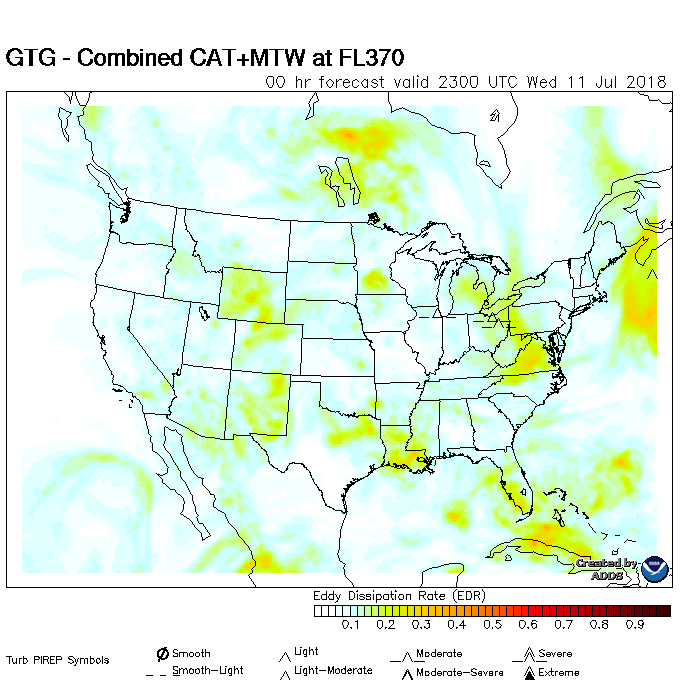 GTG - Combined CAT+MTW at FL370
00 hr forecast valid 2300 UTC Wed 11 Jul 2018
Created by
ADDS
Eddy Dissipation Rate (EDR)
0.1 0.2 0.3 0.4 0.5 0.6 0.7 0.8 0.9
Turb PIREP Symbols
Smooth Light Moderate Severe
Smooth-Light Light-Moderate Moderate-Severe Extreme